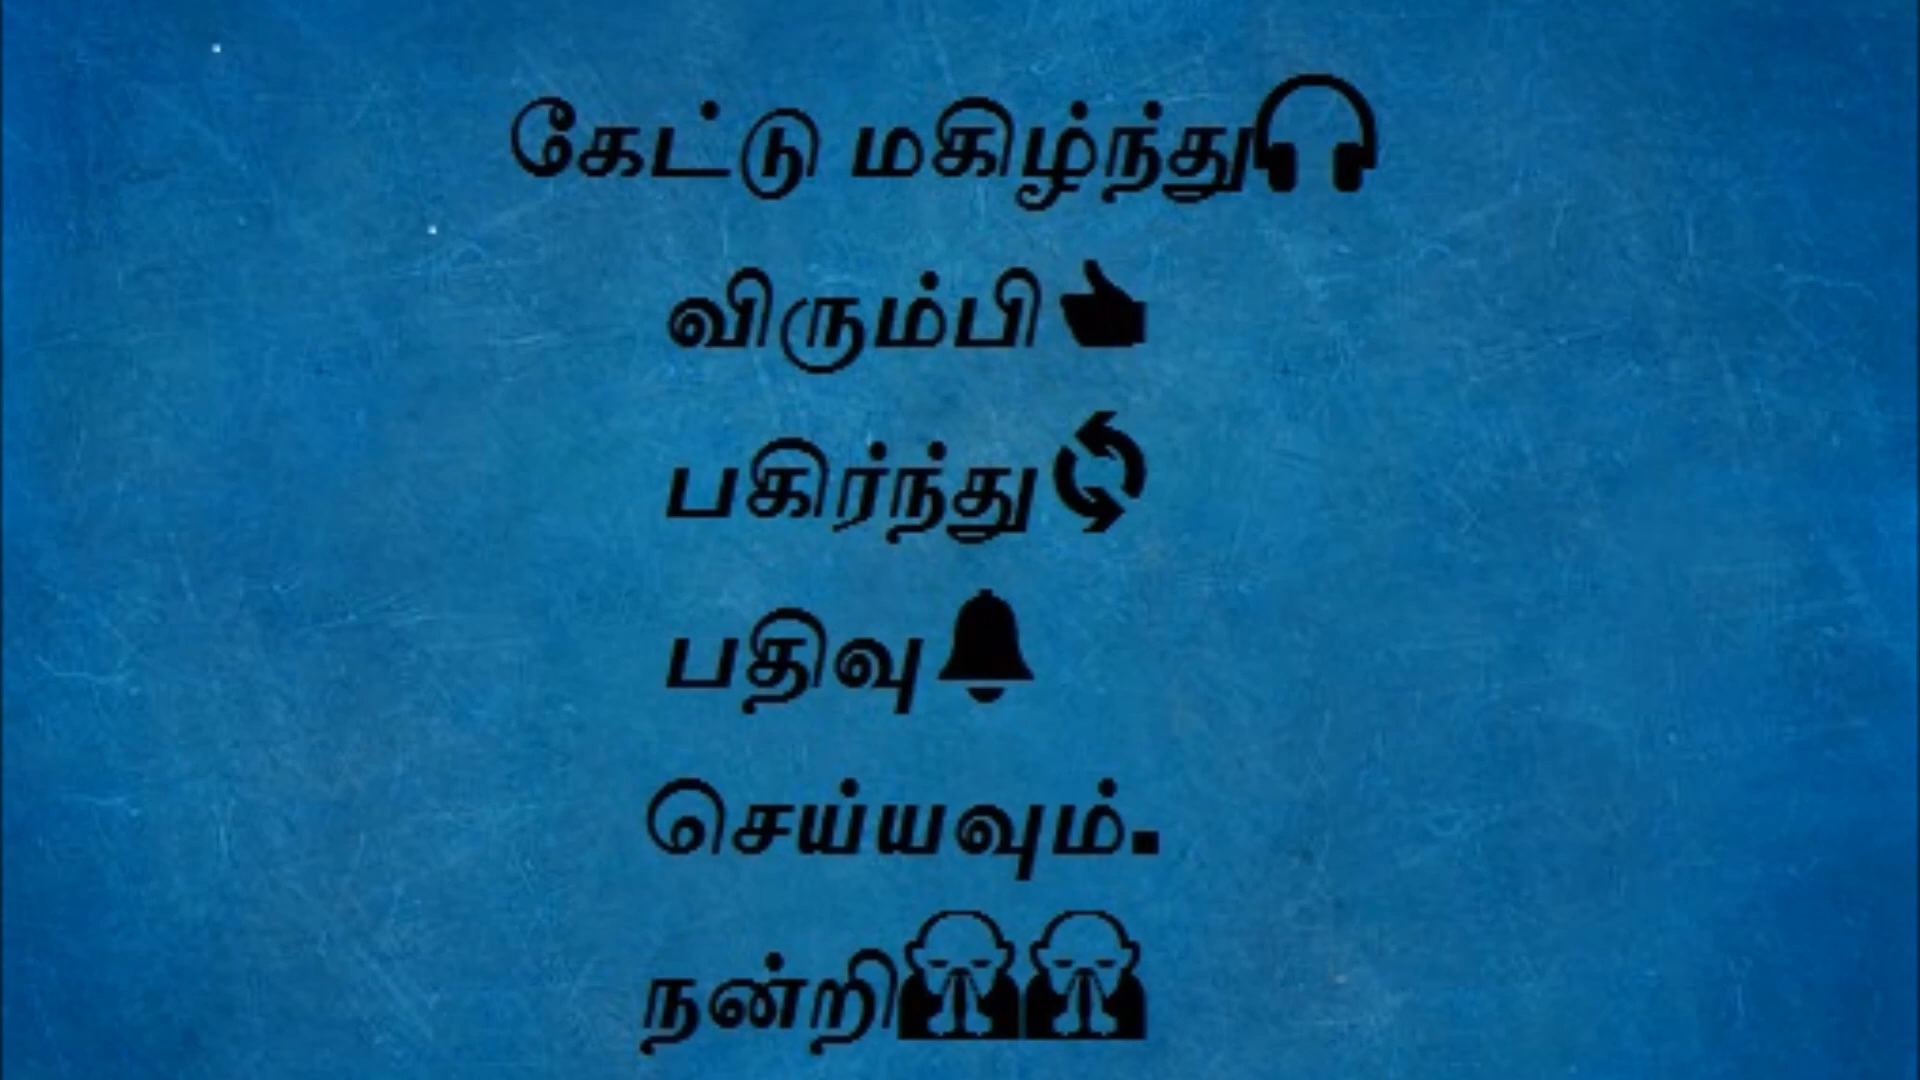 கேட்டு மகிழ்ந்து🎧
விரும்பி👍
பகிர்ந்து🔄
பதிவு🔔
செய்யவும்.
நன்றி🙏🙏